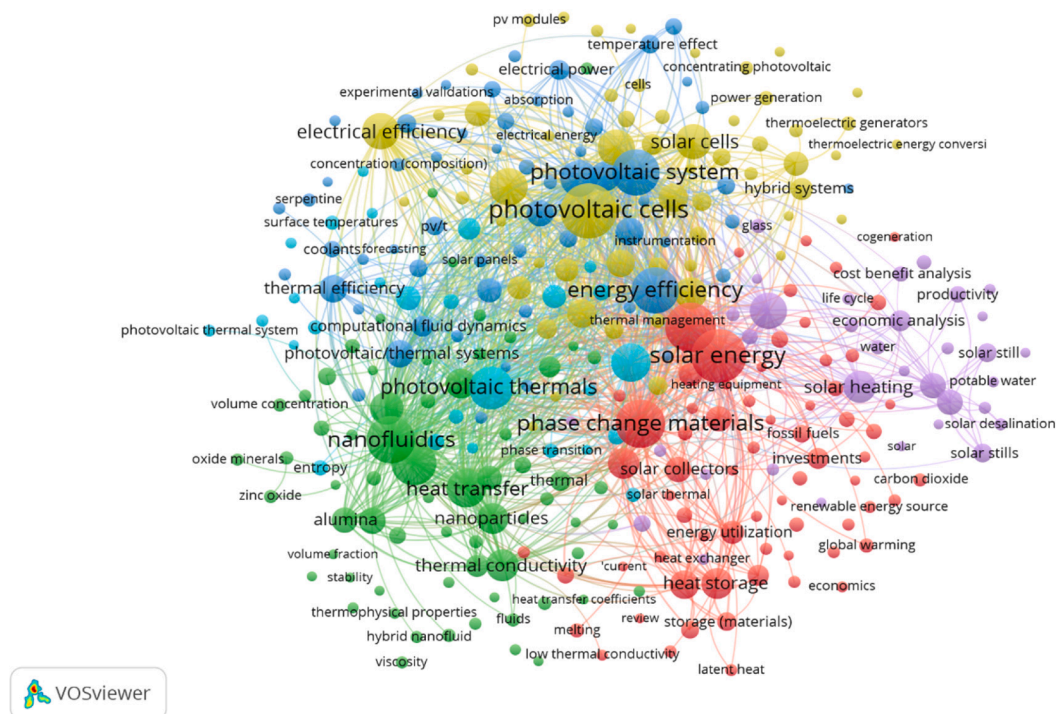 pv modules
temperature effect
concentrating photovoltaic
electrical power
cells
experimental validations
absorption
power generation
electrical efficiency
electrical energy
solar cells
thermoelectric generators
thermoelectric energy conversi
concentration (composition)
photovoltaic system
hybrid systems
serpentine
photovoltaic cells
surface temperatures
pv/t
glass
cogeneration
coolants
forecasting
instrumentation
solar panels
cost benefit analysis
thermal efficiency
energy efficiency
life cycle
productivity
photovoltaic thermal system
computational fluid dynamics
thermal management
economic analysis
water
photovoltaic/thermal systems
solar energy
solar still
photovoltaic thermals
heating equipment
solar heating
potable water
volume concentration
phase change materials
solar desalination
nanofluidics
fossil fuels
solar
solar stills
oxide minerals
entropy
phase transition
solar collectors
investments
zinc oxide
heat transfer
thermal
solar thermal
carbon dioxide
renewable energy source
alumina
nanoparticles
energy utilization
global warming
volume fraction
thermal conductivity
'current
heat exchanger
stability
heat storage
economics
thermophysical properties
heat transfer coefficients
fluids
review
hybrid nanofluid
melting
storage (materials)
viscosity
low thermal conductivity
latent heat
VOSviewer